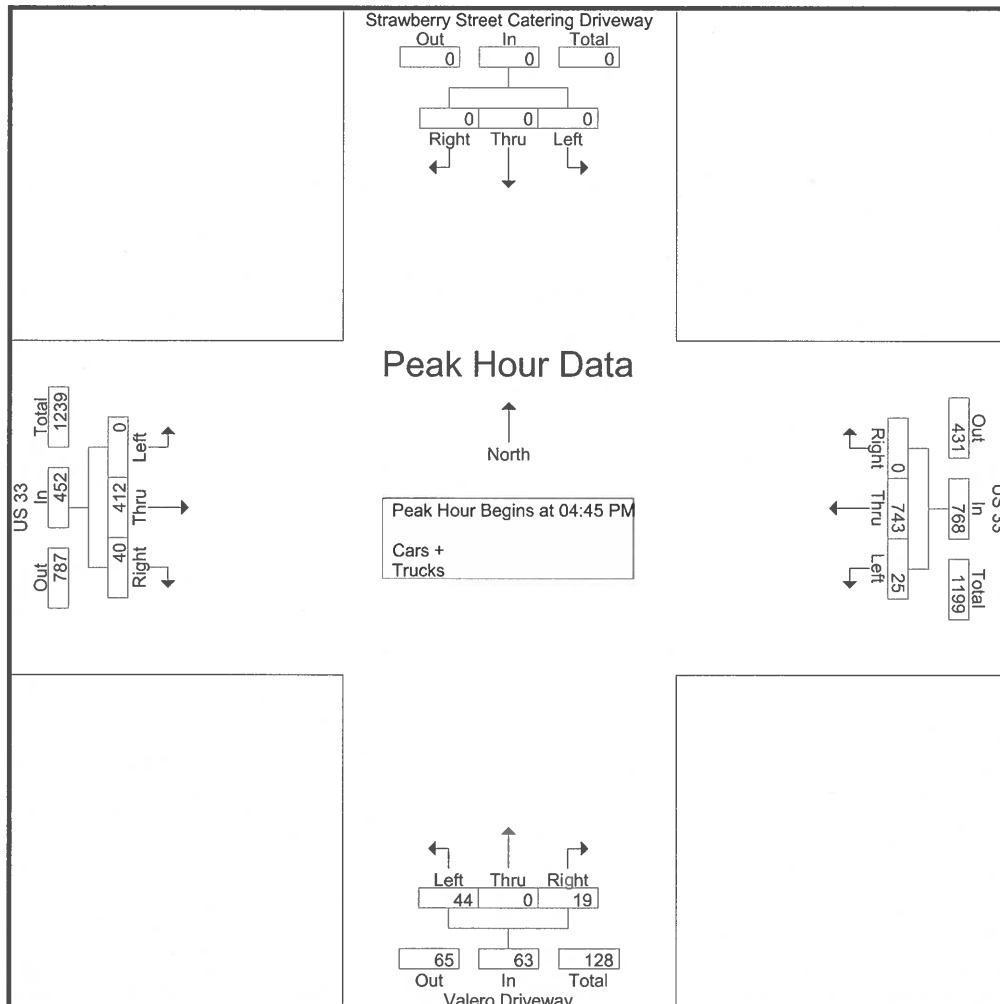 Strawberry Street Catering Driveway
Out In Total
0 0 0
0 0 0
Right Thru Left
Peak Hour Data
North
Peak Hour Begins at 04:45 PM
Cars +
Trucks
US 33
Total In Out
1239 452 787
0 412 40
Left Thru Right
US 33
Out In Total
431 768 1199
0 743 25
Right Thru Left
Left Thru Right
44 0 19
65 63 128
Out In Total
Valero Driveway